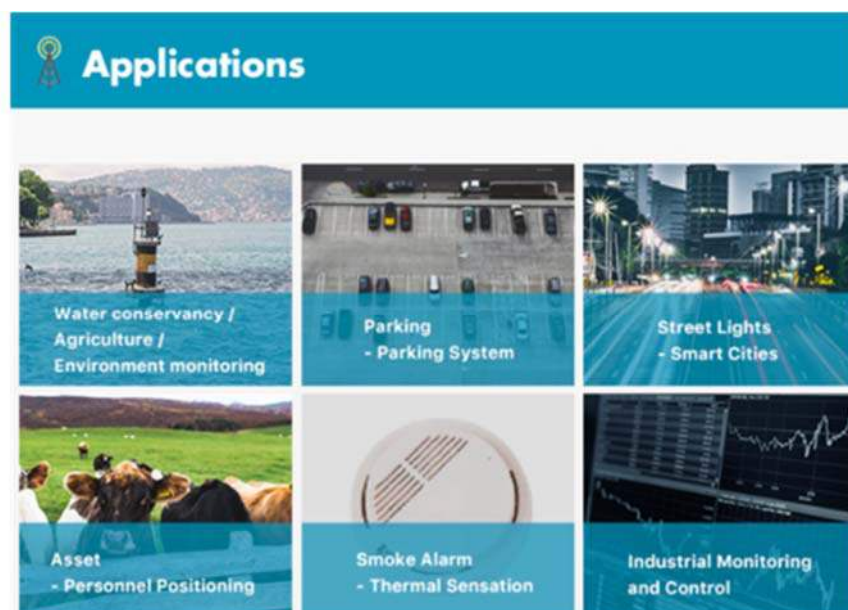 Applications
Water conservancy /
Agriculture /
Environment monitoring
Parking
- Parking System
Street Lights
- Smart Cities
Asset
- Personnel Positioning
Smoke Alarm
- Thermal Sensation
Industrial Monitoring
and Control